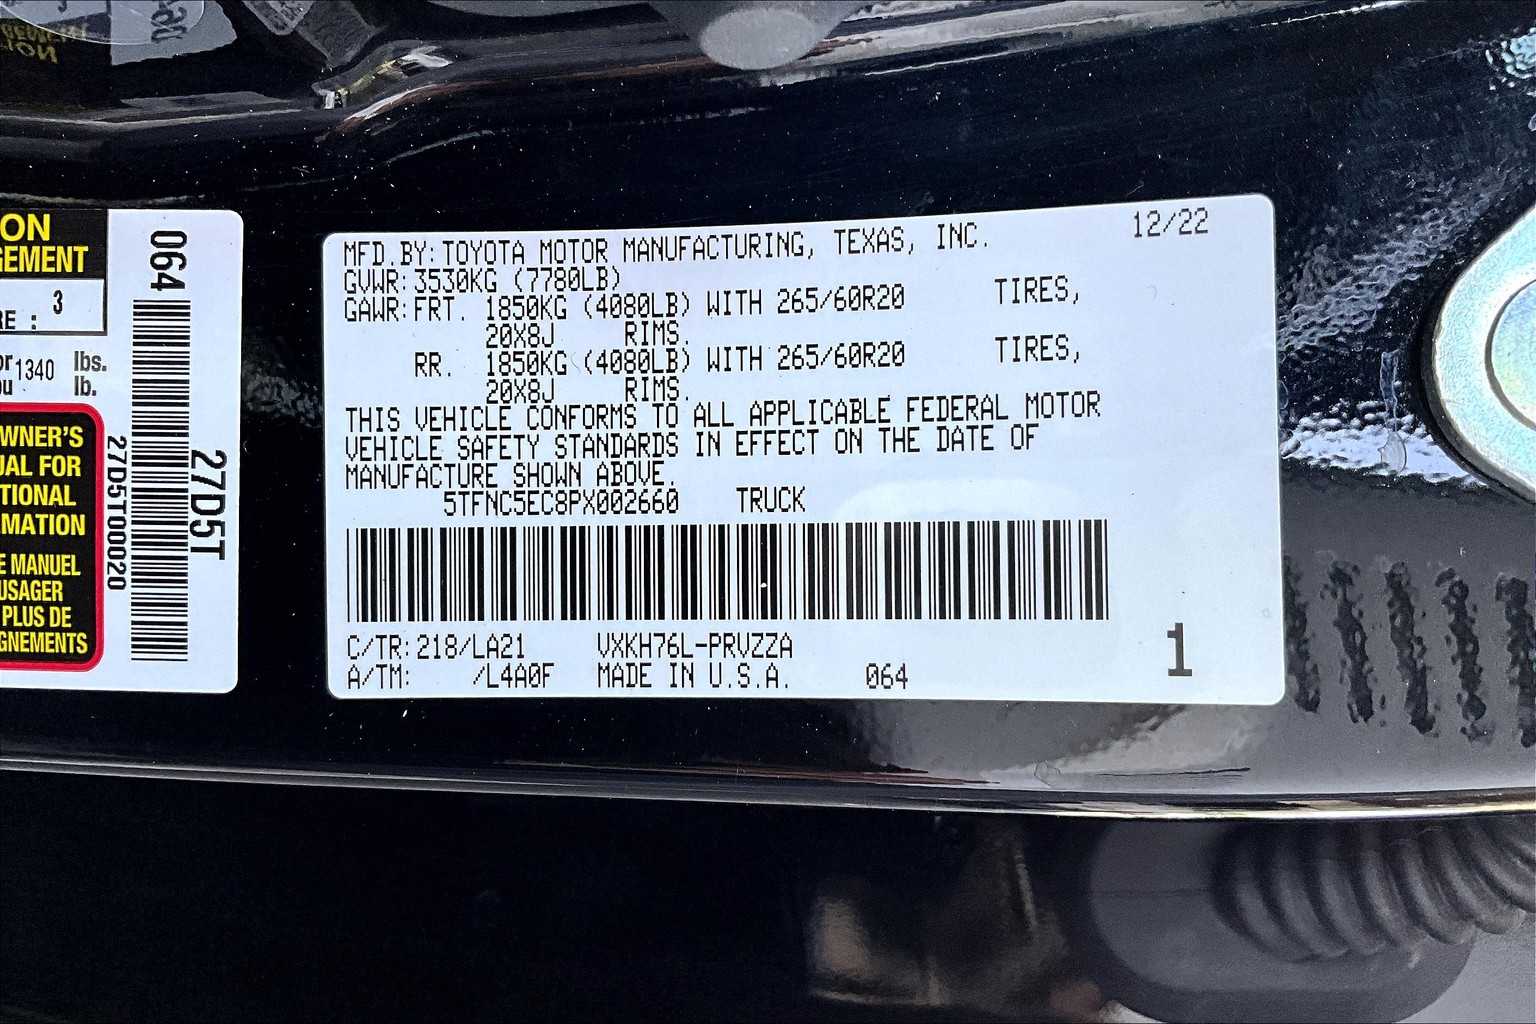 ON
GEMENT
RE : 3
or 1340 lbs.
ou lb.
WNER'S
UAL FOR
TIONAL
RMATION
E MANUEL
USAGER
PLUS DE
GNEMENTS
064
27D5T00020
27D5T
12/22
MFD.BY:TOYOTA MOTOR MANUFACTURING, TEXAS, INC.
GVWR:3530KG (7780LB)
GAWR:FRT. 1850KG (4080LB) WITH 265/60R20 TIRES,
20X8J RIMS.
RR. 1850KG (4080LB) WITH 265/60R20 TIRES,
20X8J RIMS.
THIS VEHICLE CONFORMS TO ALL APPLICABLE FEDERAL MOTOR
VEHICLE SAFETY STANDARDS IN EFFECT ON THE DATE OF
MANUFACTURE SHOWN ABOVE.
5TFNC5EC8PX002660 TRUCK
C/TR:218/LA21 VXKH76L-PRVZZA
A/TM: /L4A0F MADE IN U.S.A. 064
1